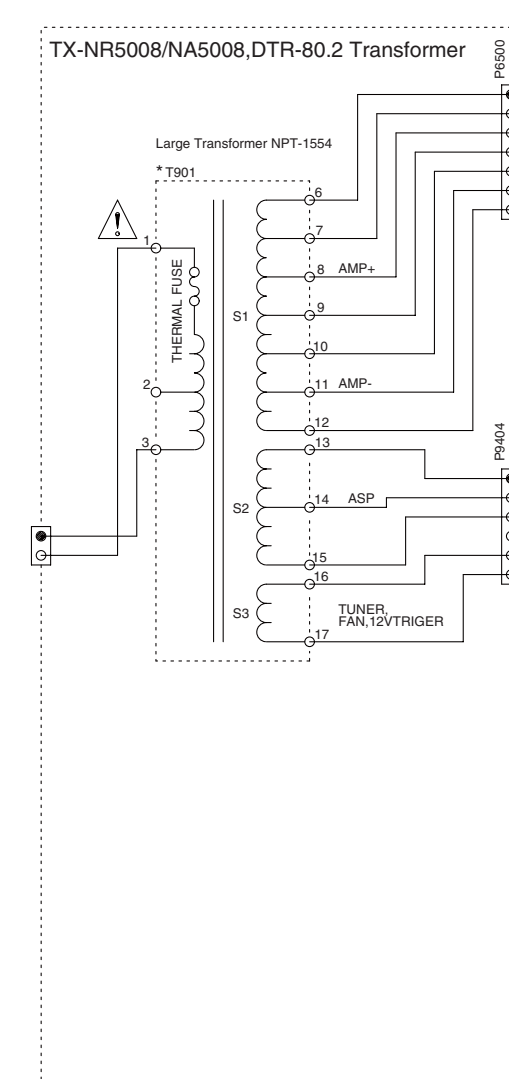 TX-NR5008/NA5008,DTR-80.2 Transformer
P6500
Large Transformer NPT-1554
* T901
6
7
1
THERMAL FUSE
8 AMP+
S1
9
10
2
11 AMP-
12
3
13
P9404
S2
14 ASP
15
16
S3
TUNER,
FAN,12VTRIGER
17